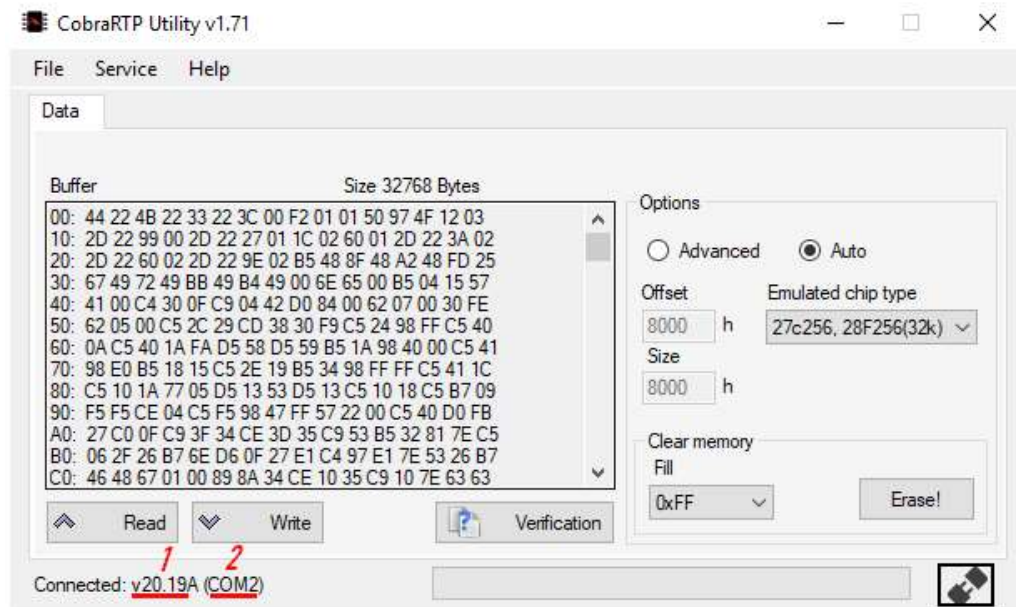 CobraRTP Utility v1.71
File Service Help
Data
Buffer Size 32768 Bytes
00: 44 22 4B 22 33 22 3C 00 F2 01 01 50 97 4F 12 03
10: 2D 22 99 00 2D 22 27 01 1C 02 60 01 2D 22 3A 02
20: 2D 22 60 02 2D 22 9E 02 B5 48 8F 48 A2 48 FD 25
30: 67 49 72 49 BB 49 B4 49 00 6E 65 00 B5 04 15 57
40: 41 00 C4 30 0F C9 04 42 D0 84 00 62 07 00 30 FE
50: 62 05 00 C5 2C 29 CD 38 30 F9 C5 24 98 FF C5 40
60: 0A C5 40 1A FA D5 58 D5 59 B5 1A 98 40 00 C5 41
70: 98 E0 B5 18 15 C5 2E 19 B5 34 98 FF FF C5 41 1C
80: C5 10 1A 77 05 D5 13 53 D5 13 C5 10 18 C5 B7 09
90: F5 F5 CE 04 C5 F5 98 47 FF 57 22 00 C5 40 D0 FB
A0: 27 C0 0F C9 3F 34 CE 3D 35 C9 53 B5 32 81 7E C5
B0: 06 2F 26 B7 6E D6 0F 27 E1 C4 97 E1 7E 53 26 B7
C0: 46 48 67 01 00 89 8A 34 CE 10 35 C9 10 7E 63 63
Read Write Verification
1 2
Connected: v20.19A (COM2)
Options
Advanced Auto
Offset Emulated chip type
8000 h 27c256, 28F256(32k)
Size
8000 h
Clear memory
Fill
0xFF Erase!